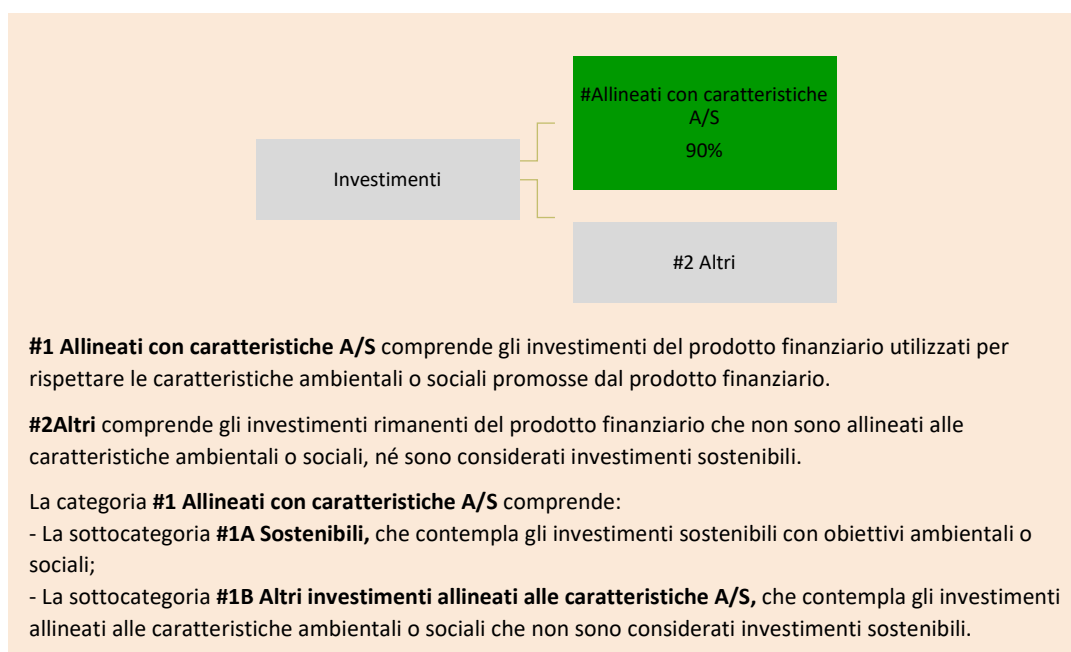 #Allineati con caratteristiche
A/S
90%
Investimenti
#2 Altri
#1 Allineati con caratteristiche A/S comprende gli investimenti del prodotto finanziario utilizzati per
rispettare le caratteristiche ambientali o sociali promosse dal prodotto finanziario.
#2Altri comprende gli investimenti rimanenti del prodotto finanziario che non sono allineati alle
caratteristiche ambientali o sociali, né sono considerati investimenti sostenibili.
La categoria #1 Allineati con caratteristiche A/S comprende:
- La sottocategoria #1A Sostenibili, che contempla gli investimenti sostenibili con obiettivi ambientali o
sociali;
- La sottocategoria #1B Altri investimenti allineati alle caratteristiche A/S, che contempla gli investimenti
allineati alle caratteristiche ambientali o sociali che non sono considerati investimenti sostenibili.